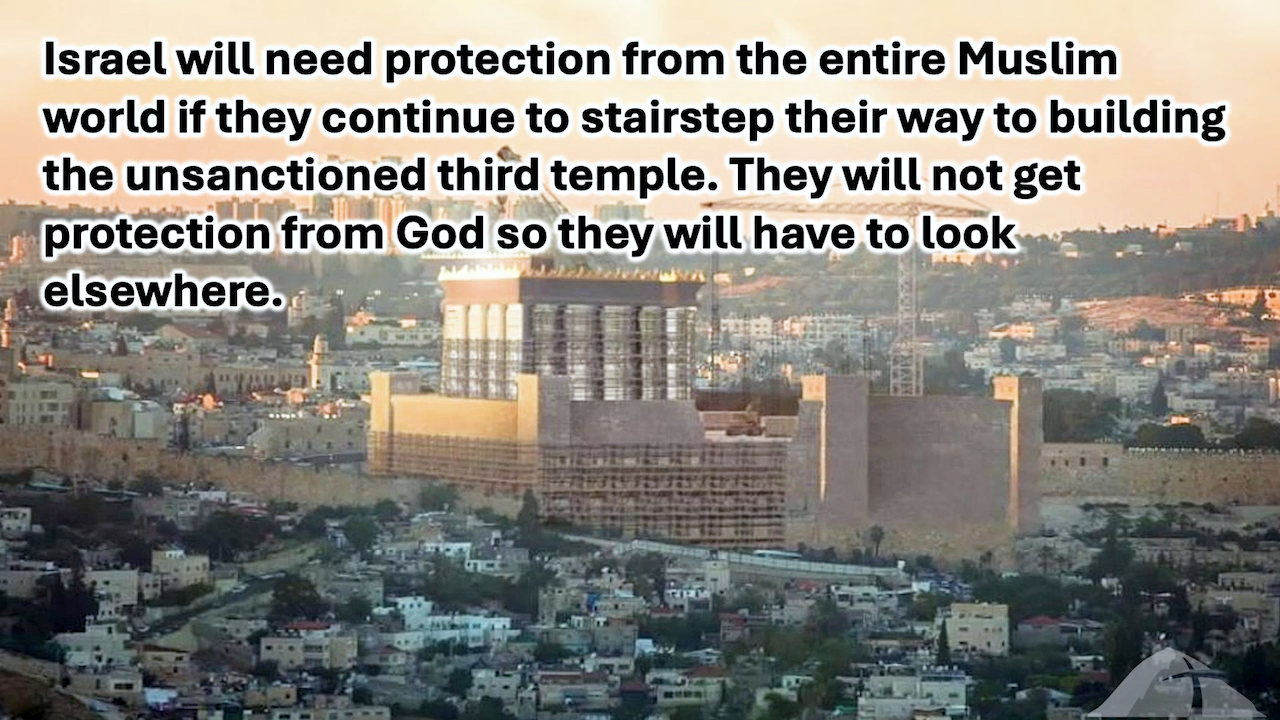 Israel will need protection from the entire Muslim
world if they continue to stairstep their way to building
the unsanctioned third temple. They will not get
protection from God so they will have to look
elsewhere.